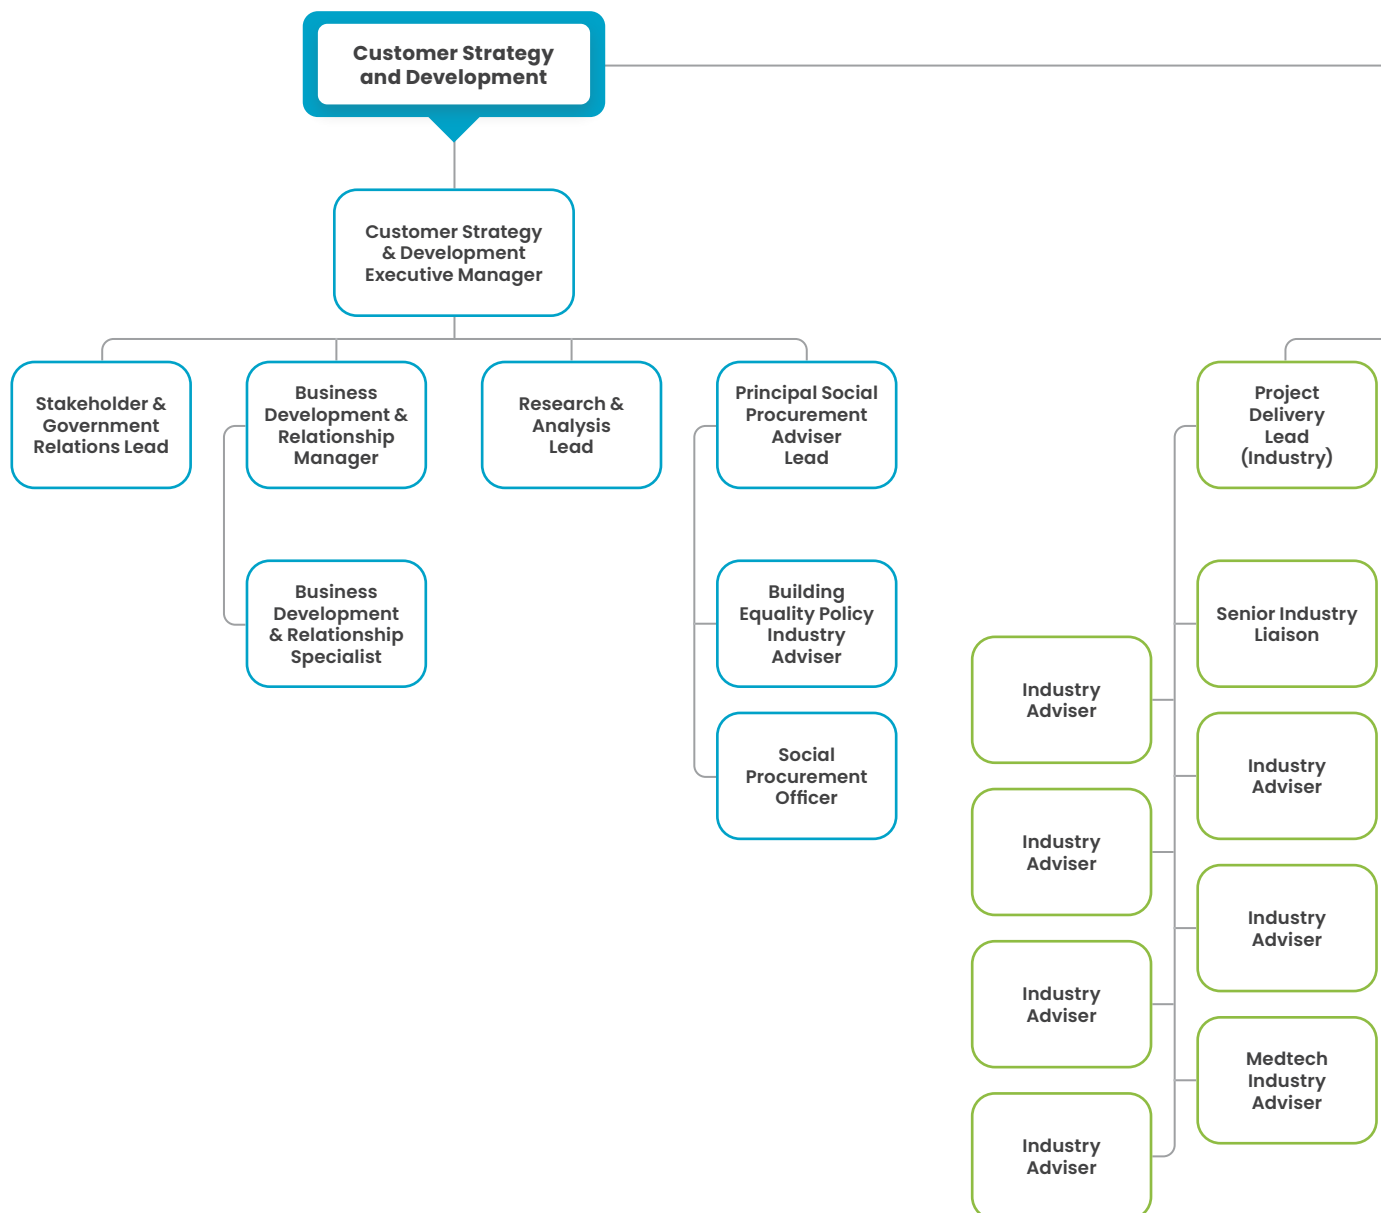 Customer Strategy
and Development
Customer Strategy
& Development
Executive Manager
Stakeholder &
Government
Relations Lead
Business
Development &
Relationship
Manager
Research &
Analysis
Lead
Principal Social
Procurement
Adviser
Lead
Project
Delivery
Lead
(Industry)
Business
Development
& Relationship
Specialist
Building
Equality Policy
Industry
Adviser
Senior Industry
Liaison
Industry
Adviser
Social
Procurement
Officer
Industry
Adviser
Industry
Adviser
Industry
Adviser
Industry
Adviser
Medtech
Industry
Adviser
Industry
Adviser